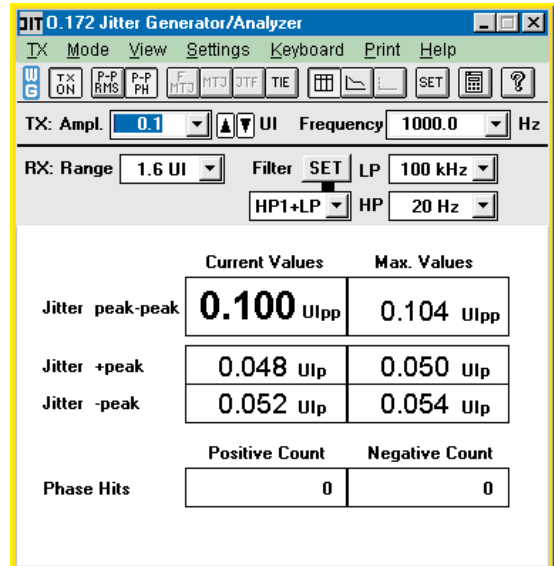 JIT O.172 Jitter Generator/Analyzer
TX Mode View Settings Keyboard Print Help
WG TX ON P-P RMS P-P PH F MTJ MTJ JTF TIE SET ?
TX: Ampl. 0.1 UI Frequency 1000.0 Hz
RX: Range 1.6 UI Filter SET LP 100 kHz
HP1+LP HP 20 Hz
Current Values Max. Values
Jitter peak-peak 0.100 UIpp 0.104 UIpp
Jitter +peak 0.048 UIp 0.050 UIp
Jitter -peak 0.052 UIp 0.054 UIp
Positive Count Negative Count
Phase Hits 0 0